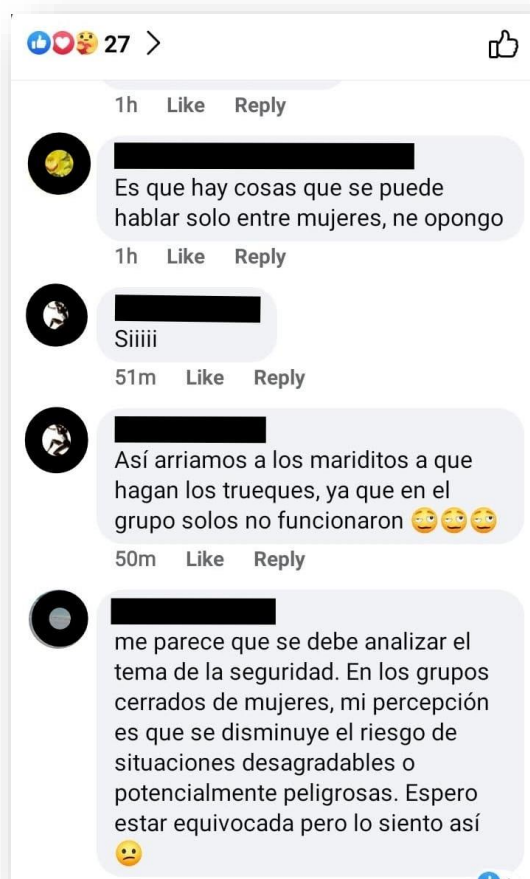 27
1h Like Reply
Es que hay cosas que se puede
hablar solo entre mujeres, ne opongo
1h Like Reply
Siiiii
51m Like Reply
Así arriamos a los mariditos a que
hagan los trueques, ya que en el
grupo solos no funcionaron
50m Like Reply
me parece que se debe analizar el
tema de la seguridad. En los grupos
cerrados de mujeres, mi percepción
es que se disminuye el riesgo de
situaciones desagradables o
potencialmente peligrosas. Espero
estar equivocada pero lo siento así